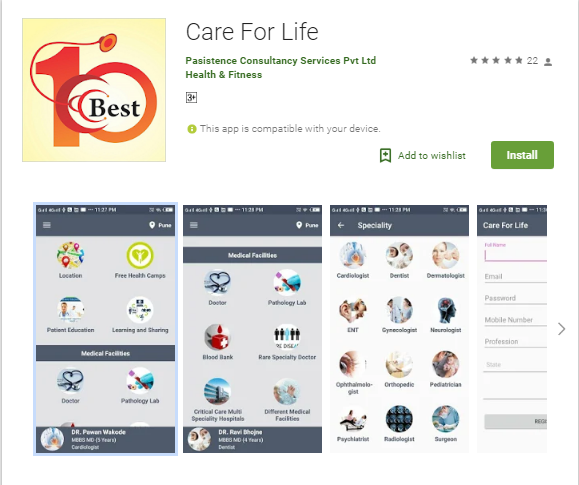 Care For Life
Pasistence Consultancy Services Pvt Ltd
22
Health & Fitness
3+
This app is compatible with your device.
Add to wishlist
Install
10
Best
11:27 PM
Pune
Location
Free Health Camps
Patient Education
Learning and Sharing
Medical Facilities
Doctor
Pathology Lab
DR. Pawan Wakode
MBBS MD (5 Years)
Cardiologist
11:28 PM
Pune
Medical Facilities
Doctor
Pathology Lab
Blood Bank
Rare Specialty Doctor
Critical Care Multi
Speciality Hospitals
Different Medical
Facilities
DR. Ravi Bhojne
MBBS MD (4 Years)
Dentist
11:28 PM
Speciality
Cardiologist
Dentist
Dermatologist
ENT
Gynecologist
Neurologist
Ophthalmolo-
gist
Orthopedic
Pediatrician
Psychiatrist
Radiologist
Surgeon
Care For Life
Full Name
Email
Password
Mobile Number
Profession
State
REGI